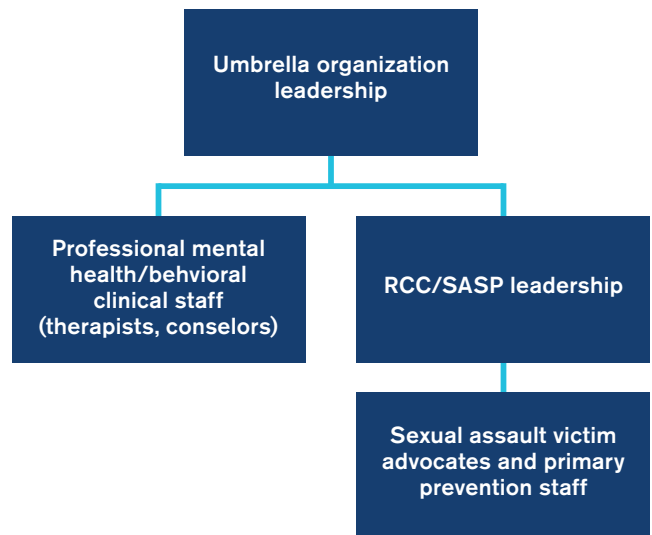 Umbrella organization
leadership
Professional mental
health/behvioral
clinical staff
(therapists, conselors)
RCC/SASP leadership
Sexual assault victim
advocates and primary
prevention staff